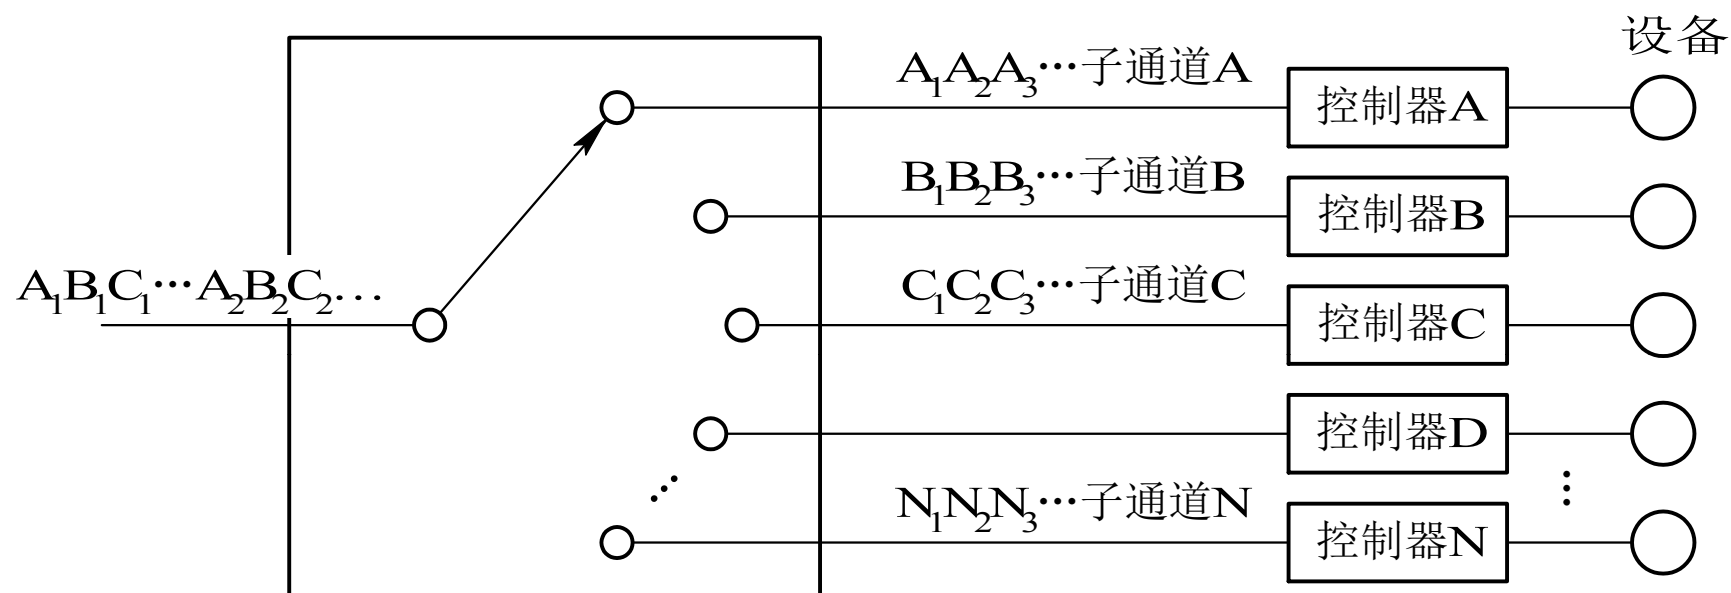 设备
A₁A₂A₃…子通道A
控制器A
B₁B₂B₃…子通道B
控制器B
A₁B₁C₁…A₂B₂C₂…
C₁C₂C₃…子通道C
控制器C
控制器D
N₁N₂N₃…子通道N
控制器N